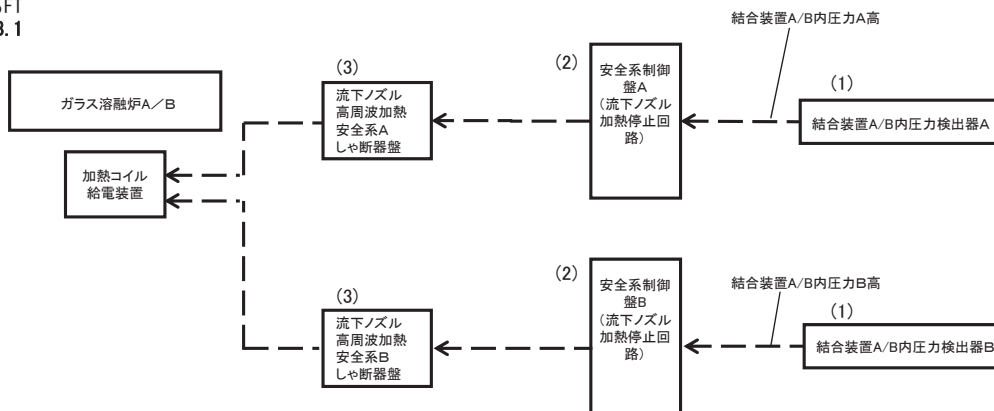 3.1
結合装置A/B内圧力A高
(3)
(2)
(1)
ガラス溶融炉A／B
流下ノズル
高周波加熱
安全系A
しゃ断器盤
安全系制御
盤A
(流下ノズル
加熱停止回
路)
結合装置A/B内圧力検出器A
加熱コイル
給電装置
結合装置A/B内圧力B高
(3)
(2)
(1)
流下ノズル
高周波加熱
安全系B
しゃ断器盤
安全系制御
盤B
(流下ノズル
加熱停止回
路)
結合装置A/B内圧力検出器B